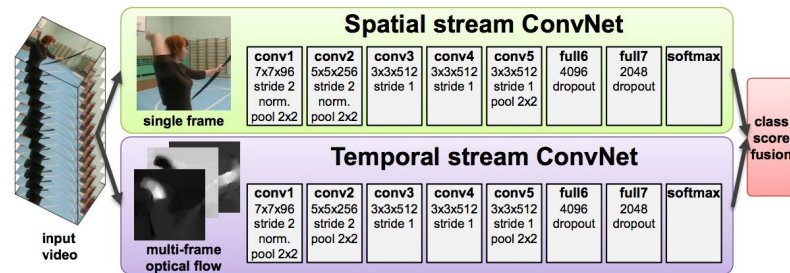 Spatial stream ConvNet
single frame
conv1
7x7x96
stride 2
norm.
pool 2x2
conv2
5x5x256
stride 2
norm.
pool 2x2
conv3
3x3x512
stride 1
conv4
3x3x512
stride 1
conv5
3x3x512
stride 1
pool 2x2
full6
4096
dropout
full7
2048
dropout
softmax
Temporal stream ConvNet
multi-frame
optical flow
conv1
7x7x96
stride 2
norm.
pool 2x2
conv2
5x5x256
stride 2
pool 2x2
conv3
3x3x512
stride 1
conv4
3x3x512
stride 1
conv5
3x3x512
stride 1
pool 2x2
full6
4096
dropout
full7
2048
dropout
softmax
input
video
class
score
fusion